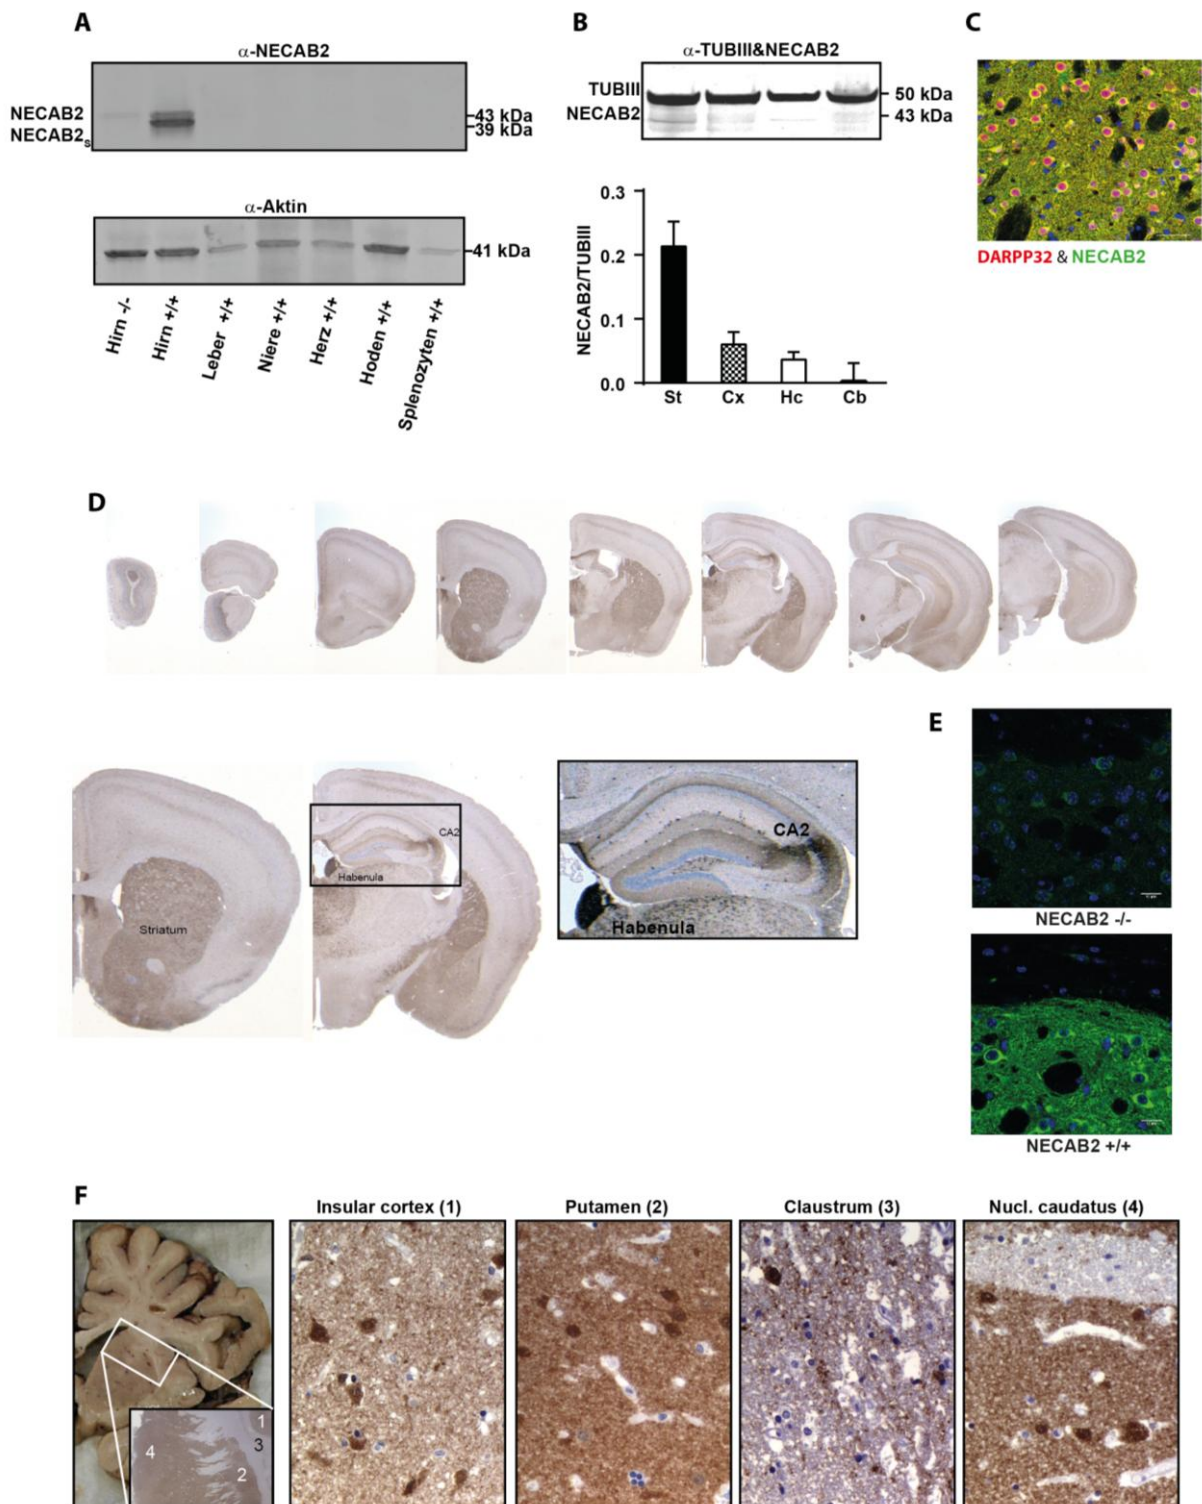 A
α-NECAB2
NECAB2
NECAB2s
43 kDa
39 kDa
α-Aktin
41 kDa
Hirn -/-
Hirn +/+
Leber +/+
Niere +/+
Herz +/+
Hoden +/+
Splenozyten +/+
B
α-TUBIII&NECAB2
TUBIII
NECAB2
50 kDa
43 kDa
NECAB2/TUBIII
0.3
0.2
0.1
0.0
St Cx Hc Cb
C
DARPP32 & NECAB2
D
Striatum
CA2
Habenula
CA2
Habenula
E
NECAB2 -/-
NECAB2 +/+
F
Insular cortex (1)
Putamen (2)
Claustrum (3)
Nucl. caudatus (4)
1
3
4
2